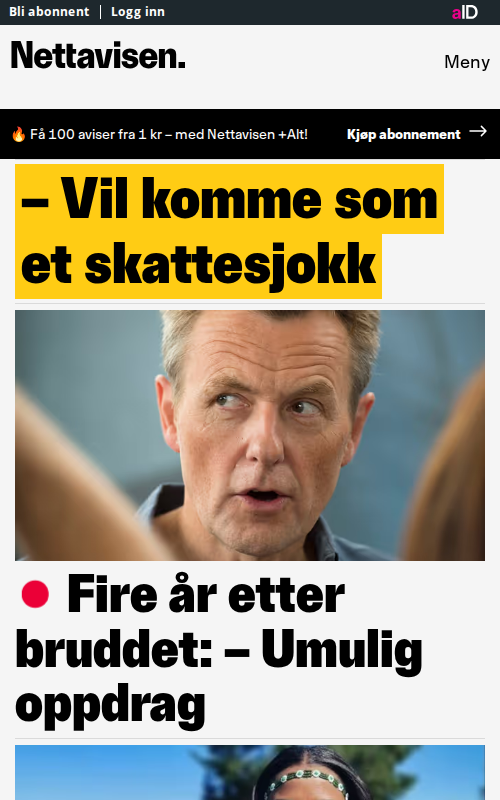 Bli abonnent | Logg inn
aID
Nettavisen.
Meny
🔥 Få 100 aviser fra 1 kr – med Nettavisen +Alt!
Kjøp abonnement →
– Vil komme som
et skattesjokk
Fire år etter
bruddet: – Umulig
oppdrag